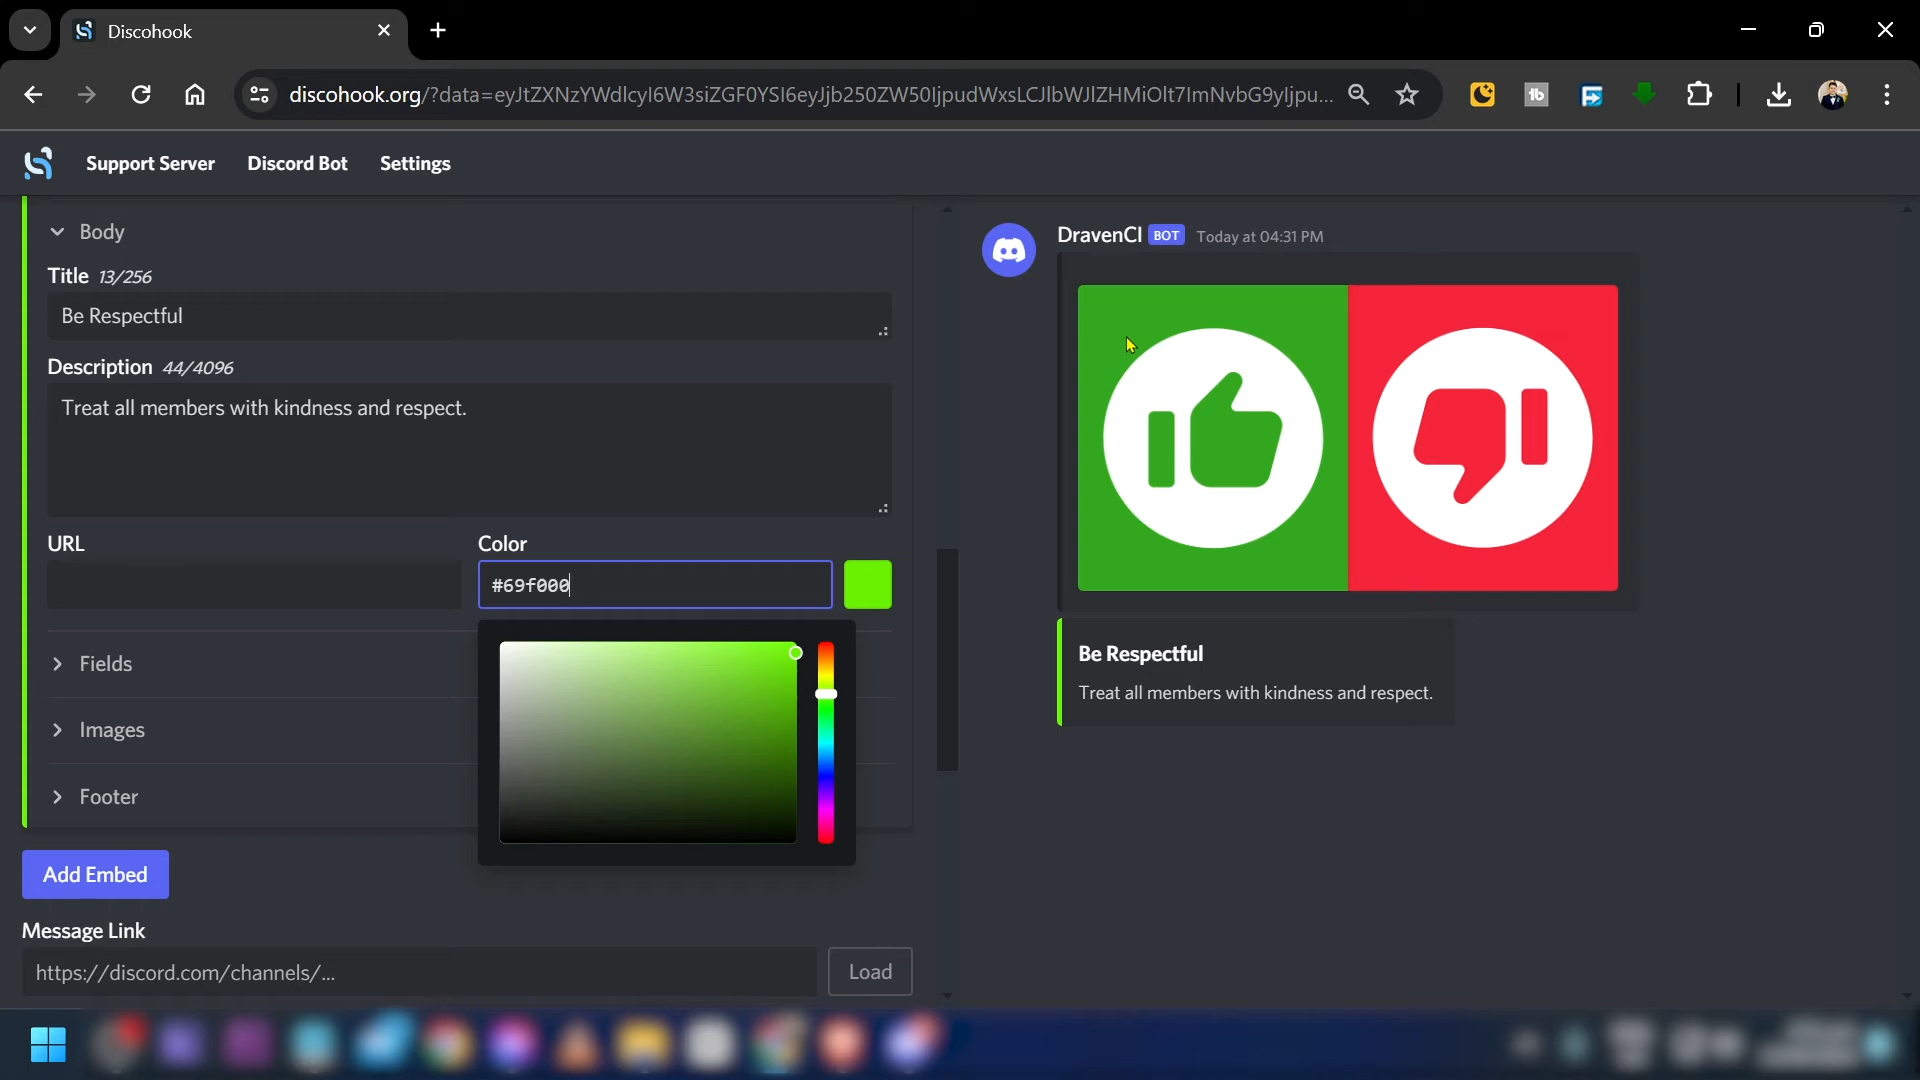 Discohook
discohook.org/?data=eyJtZXNzYWdlcyI6W3siZGF0YSI6eyJjb250ZW50IjpudWxsLCJlbWJlZHMiOlt7ImNvbG9yIjpu...
tb
Support Server Discord Bot Settings
Body
Title 13/256
Be Respectful
Description 44/4096
Treat all members with kindness and respect.
URL
Color
#69f000
Fields
Images
Footer
Add Embed
Message Link
https://discord.com/channels/...
Load
DravenCl BOT Today at 04:31 PM
Be Respectful
Treat all members with kindness and respect.